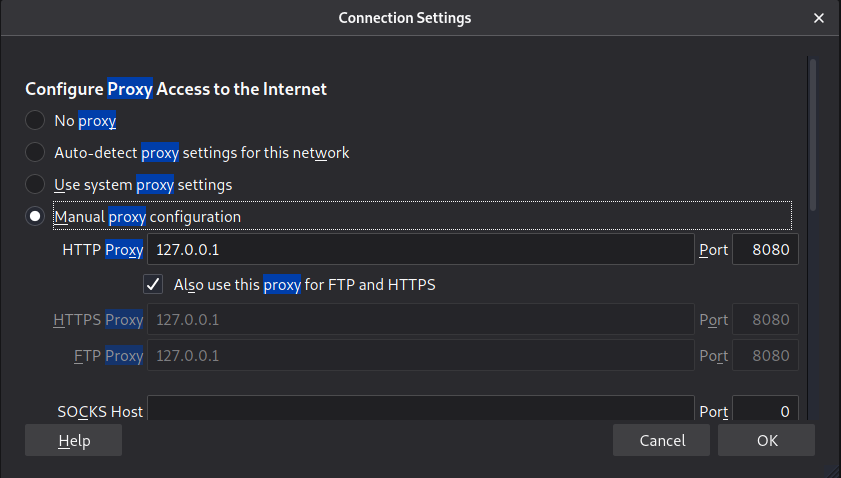 Connection Settings
Configure Proxy Access to the Internet
No proxy
Auto-detect proxy settings for this network
Use system proxy settings
Manual proxy configuration
HTTP Proxy 127.0.0.1 Port 8080
Also use this proxy for FTP and HTTPS
HTTPS Proxy 127.0.0.1 Port 8080
FTP Proxy 127.0.0.1 Port 8080
SOCKS Host Port 0
Help Cancel OK